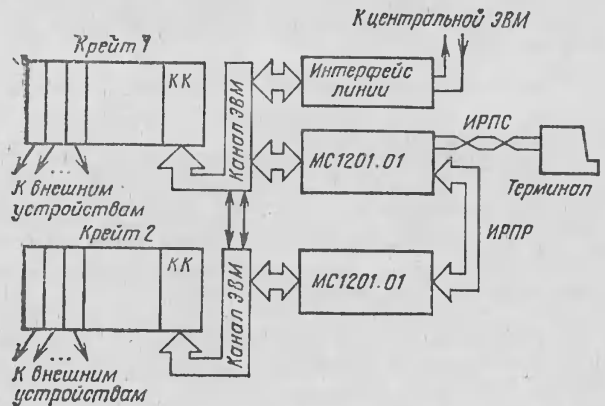 К центральной ЭВМ
Крейт 1
КК
Канал ЭВМ
Интерфейс
линии
ИРПС
МС1201.01
Терминал
К внешним
устройствам
ИРПР
Крейт 2
КК
Канал ЭВМ
МС1201.01
К внешним
устройствам